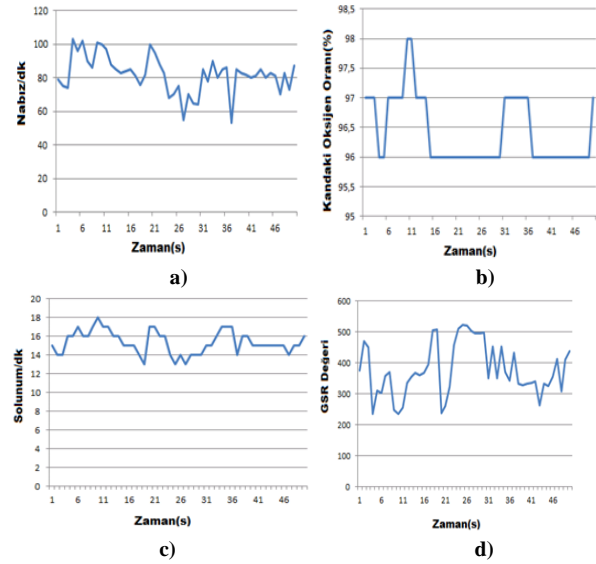 Nabız/dk
120
100
80
60
40
20
0
1 6 11 16 21 26 31 36 41 46
Zaman(s)
a)
Kandaki Oksijen Oranı(%)
98,5
98
97,5
97
96,5
96
95,5
95
1 6 11 16 21 26 31 36 41 46
Zaman(s)
b)
Solunum/dk
20
18
16
14
12
10
8
6
4
2
0
1 6 11 16 21 26 31 36 41 46
Zaman(s)
c)
GSR Değeri
600
500
400
300
200
100
0
1 6 11 16 21 26 31 36 41 46
Zaman(s)
d)